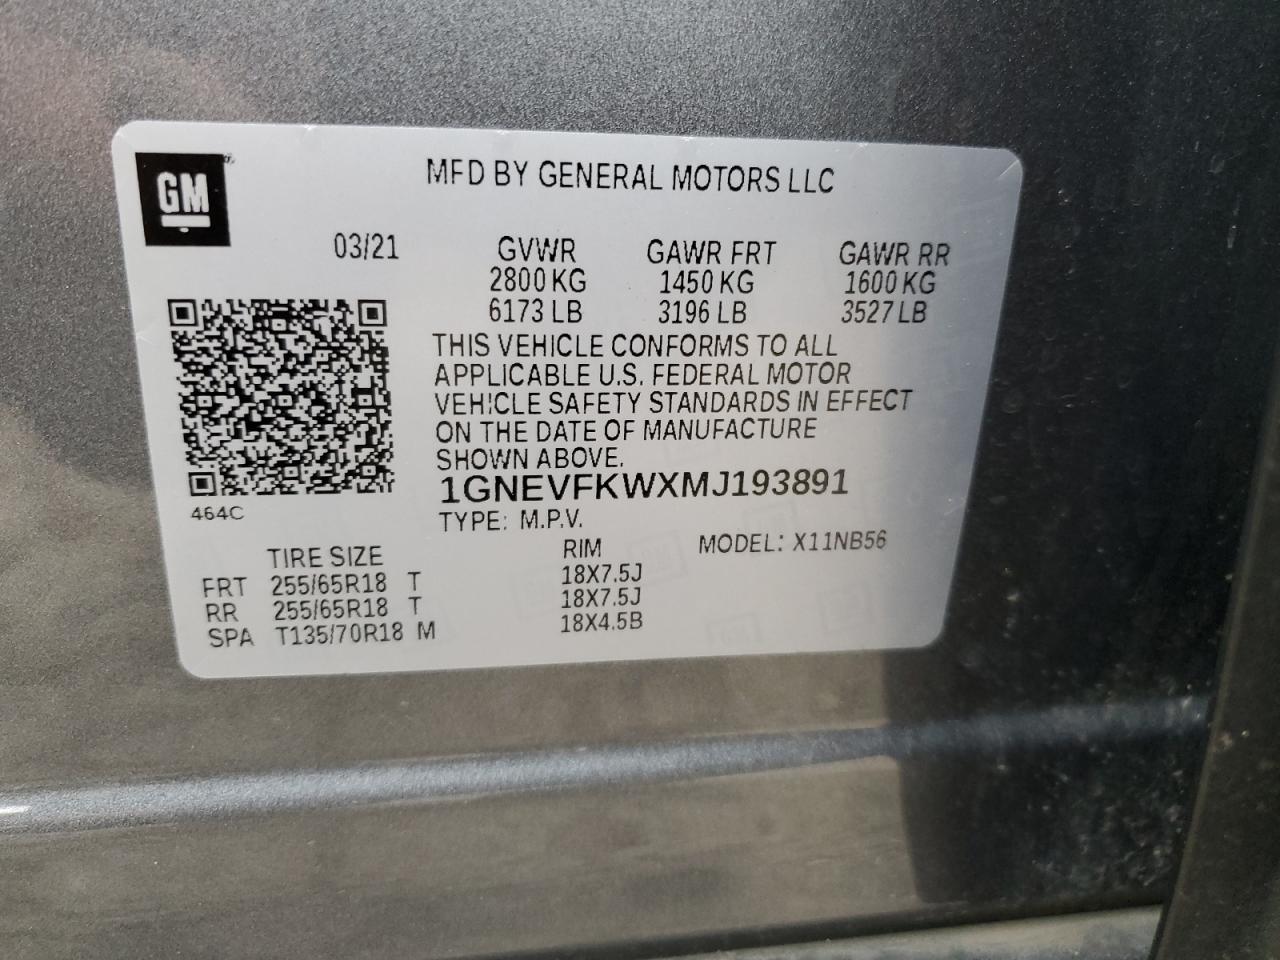 GM
MFD BY GENERAL MOTORS LLC
03/21 GVWR GAWR FRT GAWR RR
2800 KG 1450 KG 1600 KG
6173 LB 3196 LB 3527 LB
THIS VEHICLE CONFORMS TO ALL
APPLICABLE U.S. FEDERAL MOTOR
VEHICLE SAFETY STANDARDS IN EFFECT
ON THE DATE OF MANUFACTURE
SHOWN ABOVE.
1GNEVFKWXMJ193891
464C
TYPE: M.P.V. MODEL: X11NB56
TIRE SIZE RIM
FRT 255/65R18 T 18X7.5J
RR 255/65R18 T 18X7.5J
SPA T135/70R18 M 18X4.5B